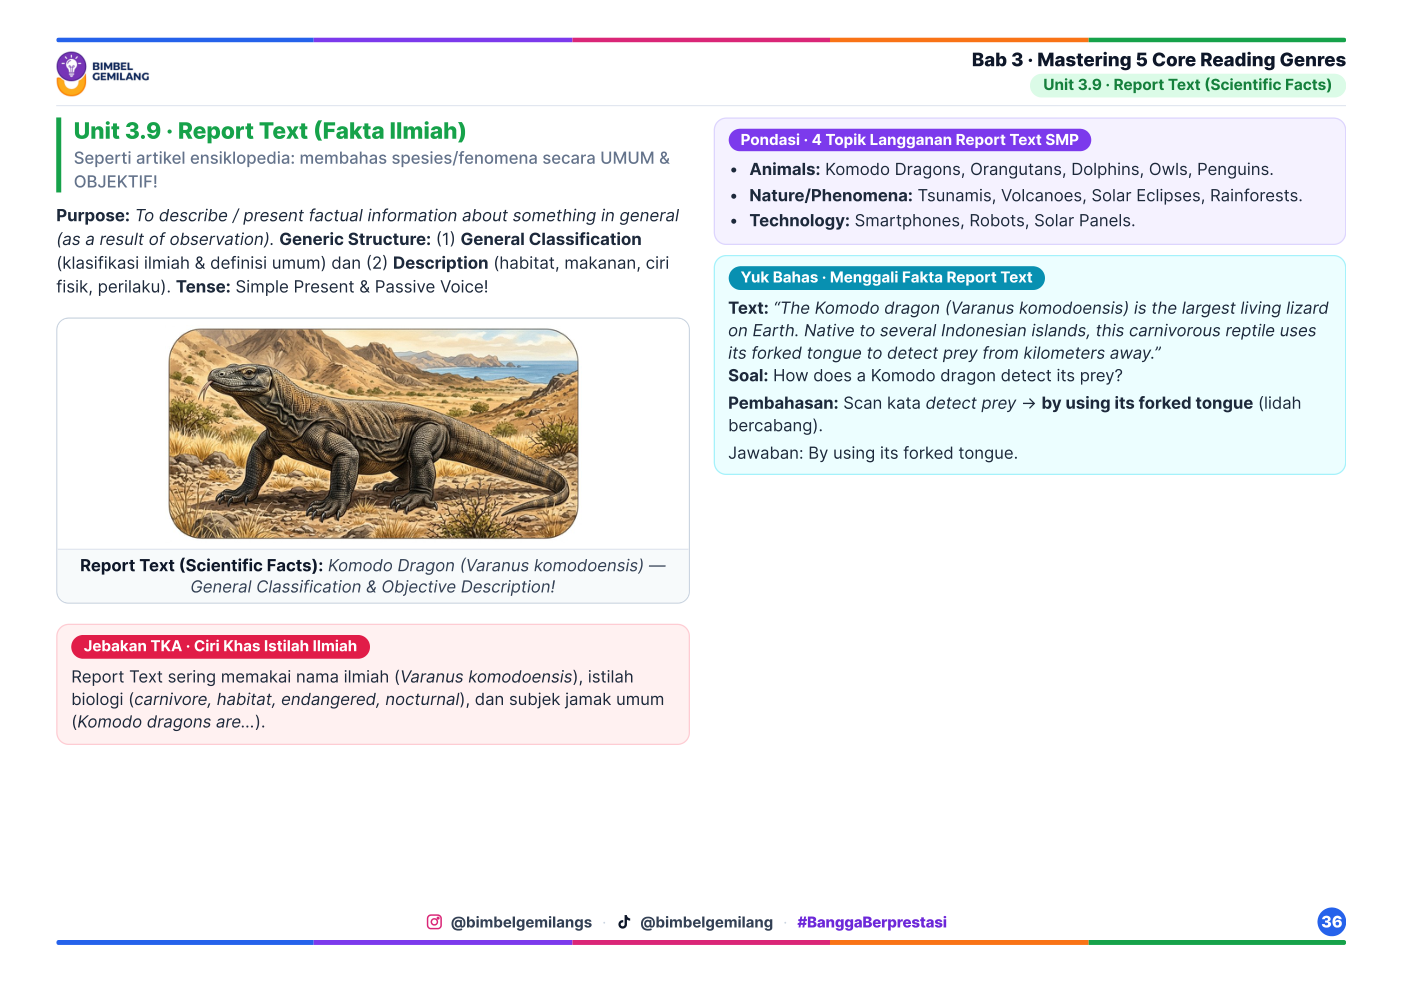 BIMBEL
GEMILANG
Bab 3 · Mastering 5 Core Reading Genres
Unit 3.9 · Report Text (Scientific Facts)
Unit 3.9 · Report Text (Fakta Ilmiah)
Seperti artikel ensiklopedia: membahas spesies/fenomena secara UMUM &
OBJEKTIF!
Purpose: To describe / present factual information about something in general
(as a result of observation). Generic Structure: (1) General Classification
(klasifikasi ilmiah & definisi umum) dan (2) Description (habitat, makanan, ciri
fisik, perilaku). Tense: Simple Present & Passive Voice!
Report Text (Scientific Facts): Komodo Dragon (Varanus komodoensis) —
General Classification & Objective Description!
Jebakan TKA · Ciri Khas Istilah Ilmiah
Report Text sering memakai nama ilmiah (Varanus komodoensis), istilah
biologi (carnivore, habitat, endangered, nocturnal), dan subjek jamak umum
(Komodo dragons are...).
Pondasi · 4 Topik Langganan Report Text SMP
• Animals: Komodo Dragons, Orangutans, Dolphins, Owls, Penguins.
• Nature/Phenomena: Tsunamis, Volcanoes, Solar Eclipses, Rainforests.
• Technology: Smartphones, Robots, Solar Panels.
Yuk Bahas · Menggali Fakta Report Text
Text: “The Komodo dragon (Varanus komodoensis) is the largest living lizard
on Earth. Native to several Indonesian islands, this carnivorous reptile uses
its forked tongue to detect prey from kilometers away.”
Soal: How does a Komodo dragon detect its prey?
Pembahasan: Scan kata detect prey → by using its forked tongue (lidah
bercabang).
Jawaban: By using its forked tongue.
@bimbelgemilangs · @bimbelgemilang · #BanggaBerprestasi
36